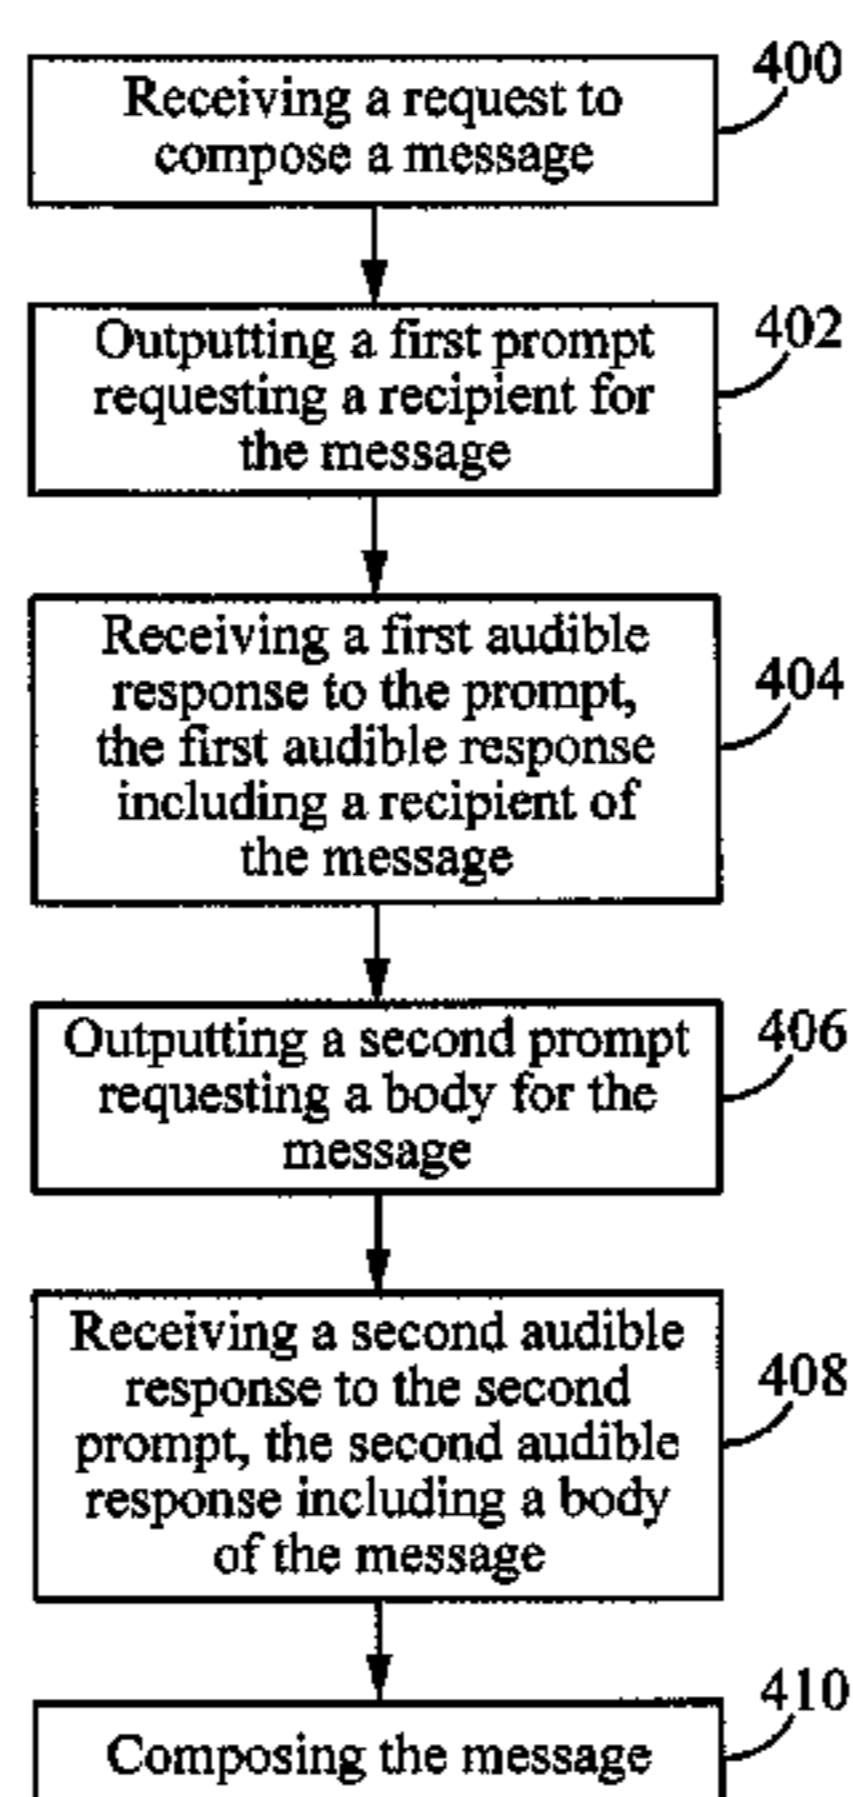 400
Receiving a request to
compose a message
402
Outputting a first prompt
requesting a recipient for
the message
404
Receiving a first audible
response to the prompt,
the first audible response
including a recipient of
the message
406
Outputting a second prompt
requesting a body for the
message
408
Receiving a second audible
response to the second
prompt, the second audible
response including a body
of the message
410
Composing the message